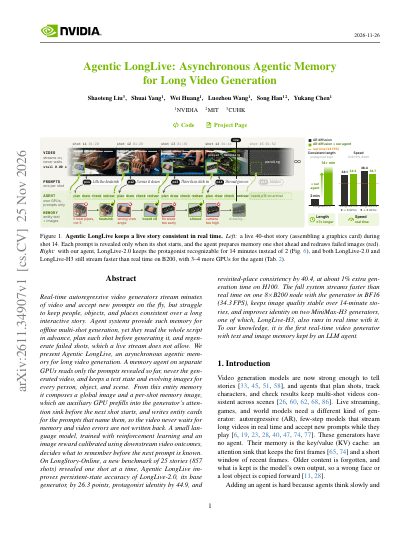 NVIDIA
2026-11-26
Agentic LongLive: Asynchronous Agentic Memory
for Long Video Generation
Shaoteng Liu¹, Shuai Yang¹, Wei Huang¹, Luozhou Wang¹, Song Han¹², Yukang Chen¹
¹NVIDIA ²MIT ³CUHK
Code Project Page
VIDEO
PROMPTS
AGENT
MEMORY
Length
Speed
Figure 1 Agentic LongLive keeps a live story consistent in real time. Left: a live 40-shot story (assembling a graphics card) during
shot 14. Each prompt is revealed only when its shot starts, and the agent prepares memory one shot ahead and redraws failed images (red).
Right: with our agent, LongLive-2.0 keeps the protagonist recognizable for 14 minutes instead of 2 (Fig. 6), and both LongLive-2.0 and
LongLive-H3 still stream faster than real time on B200, with 3-4 more GPUs for the agent (Tab. 2).
Abstract
Real-time autoregressive video generators stream minutes
of video and accept new prompts on the fly, but struggle
to keep people, objects, and places consistent over a long
interactive story. Agent systems provide such memory for
offline multi-shot generation, yet they read the whole script
in advance, plan each shot before generating it, and regen-
erate failed shots, which a live stream does not allow. We
present Agentic LongLive, an asynchronous agentic mem-
ory for long video generation. A memory agent on separate
GPUs reads only the prompts revealed so far, never the gener-
ated video, and keeps a text state and evolving images for every
person, object, and scene. From this entity memory
it composes a global image and a per-shot memory image,
which an auxiliary GPU prefills into the generator's atten-
tion sink before the next shot starts, and writes entity cards
for the prompts that name them, so the video never waits for
memory and video errors are not written back. A small lan-
guage model, trained with reinforcement learning and an
image reward calibrated using downstream video outcomes,
decides what to remember before the next prompt is known.
On LongStory-Online, a new benchmark of 25 stories (857
shots) revealed one shot at a time, Agentic LongLive im-
proves persistent-state accuracy of LongLive-2.0, its base
generator, by 26.3 points, protagonist identity by 44.9, and
revisited-place consistency by 40.4, at about 1% extra gen-
eration time on H100. The full system streams faster than
real time on one 8×B200 node with the generator in BF16
(34.3 FPS), keeps image quality stable over 14-minute sto-
ries, and improves identity on two MiniMax-H3 generators,
one of which, LongLive-H3, also runs in real time with it. To
our knowledge, it is the first real-time video generator
with text and image memory kept by an LLM agent.
1. Introduction
Video generation models are now strong enough to tell
stories [33, 45, 51, 58], and agents that plan shots, track
characters, and check results keep multi-shot videos con-
sistent across scenes [26, 60, 62, 68, 86]. Live streaming,
games, and world models need a different kind of gen-
erator: autoregressive (AR), few-step models that stream
long videos in real time and accept new prompts while they
play [6, 19, 23, 28, 40, 47, 74, 77]. These generators have
no agent. Their memory is the key/value (KV) cache: an
attention sink that keeps the first frames [65, 74] and a short
window of recent frames. Older content is forgotten, and
what is kept is the model's own output, so a wrong face or
a lost object is copied forward [11, 28].
Adding an agent is hard because agents think slowly and
arXiv:2611.34907v1 [cs.CV] 25 Nov 2026
1